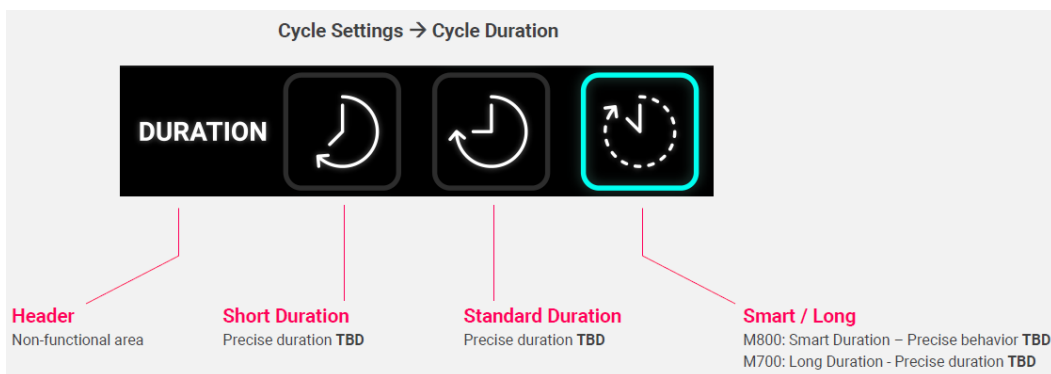 Cycle Settings → Cycle Duration
DURATION
Header
Non-functional area
Short Duration
Precise duration TBD
Standard Duration
Precise duration TBD
Smart / Long
M800: Smart Duration – Precise behavior TBD
M700: Long Duration - Precise duration TBD